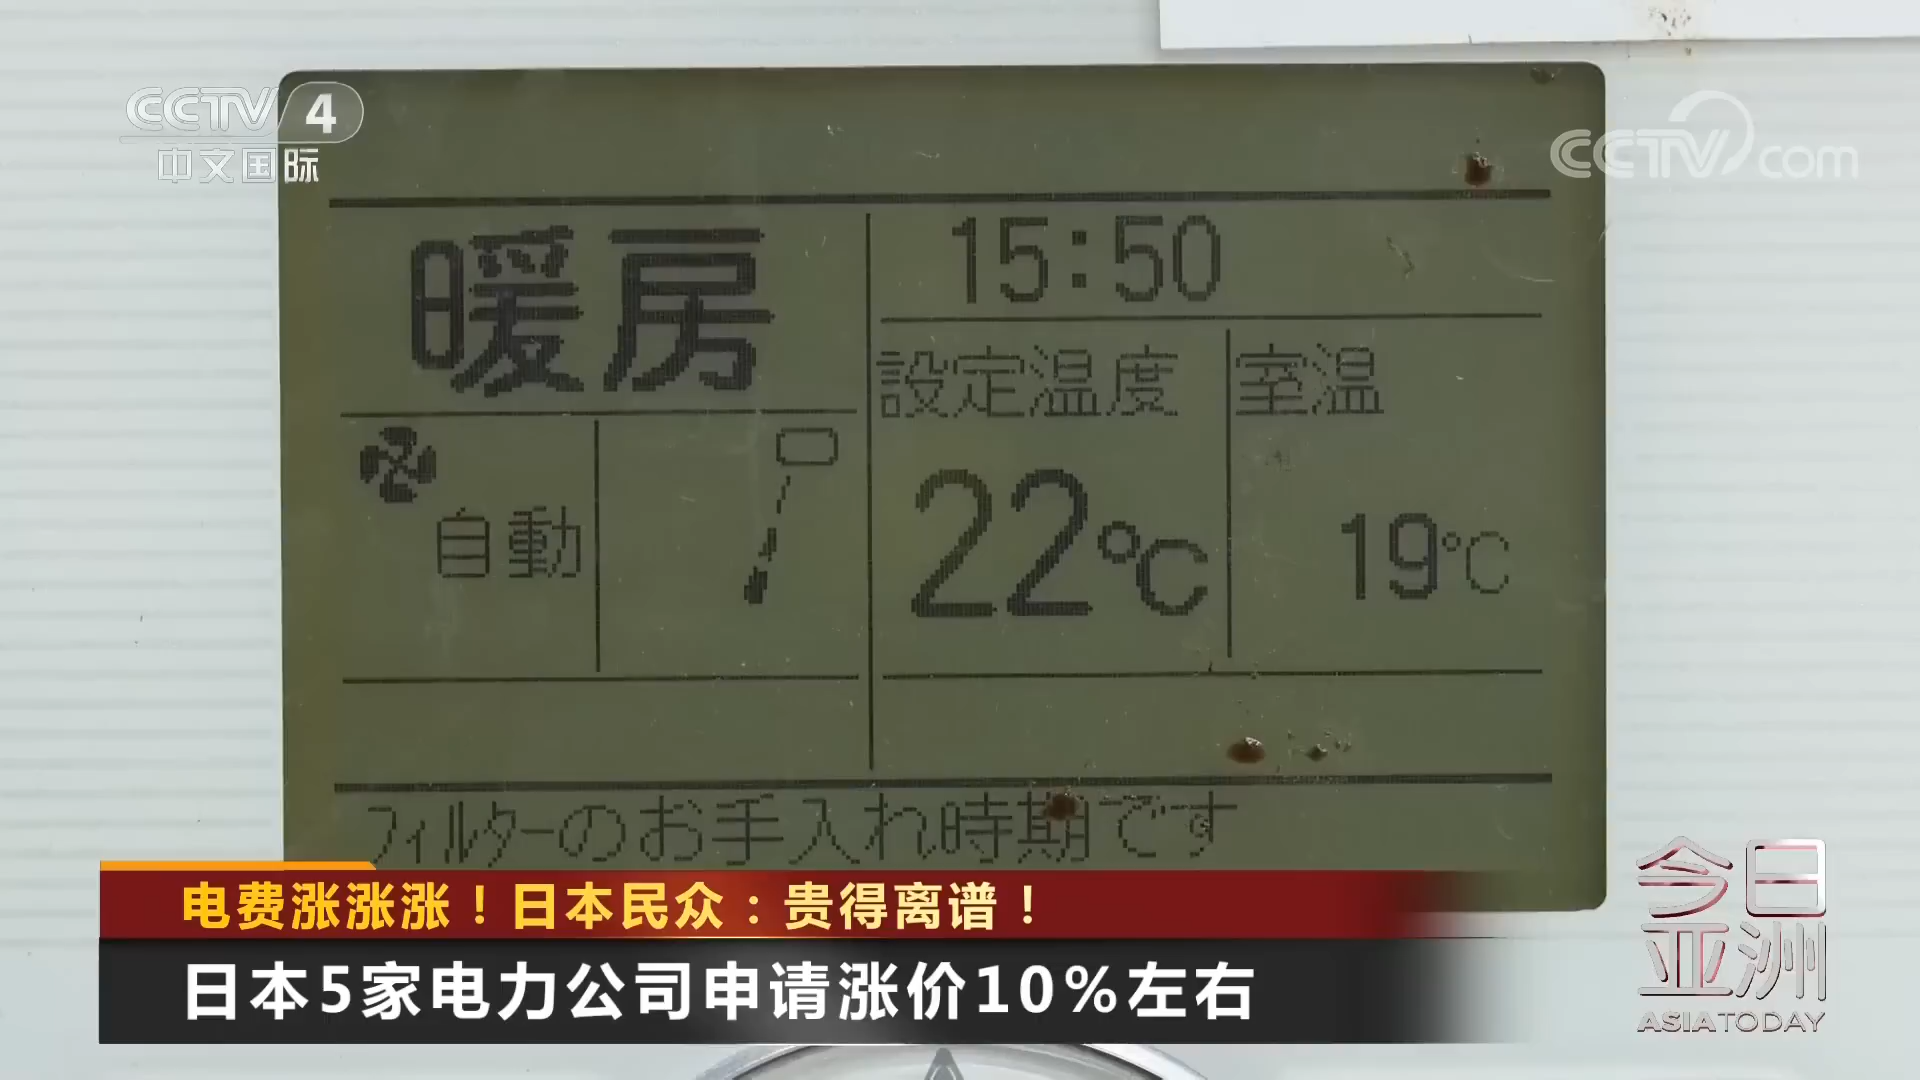 CCTV 4
中文国际
CCTV com
暖房
15:50
設定温度
室温
自動
22℃
19℃
フィルターのお手入れ時期です
电费涨涨涨！日本民众：贵得离谱！
日本5家电力公司申请涨价10%左右
今日
亚洲
ASIA TODAY